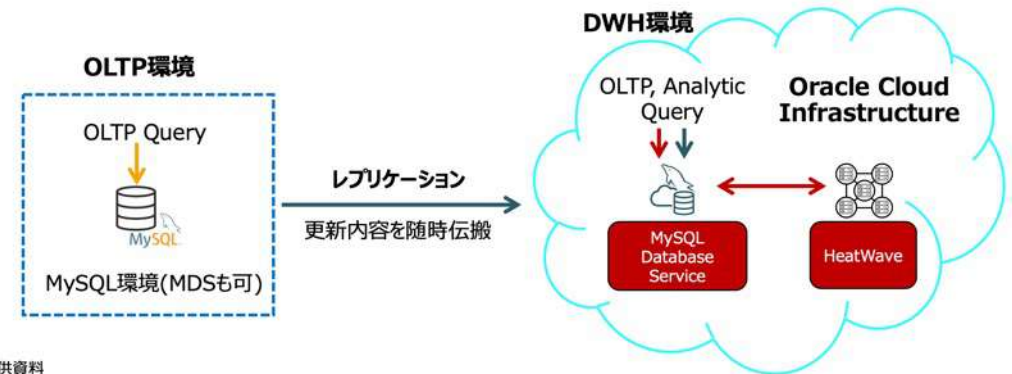 DWH環境
OLTP環境
OLTP Query
MySQL
MySQL環境(MDSも可)
レプリケーション
更新内容を随時伝搬
OLTP, Analytic
Query
Oracle Cloud
Infrastructure
MySQL
Database
Service
HeatWave
供資料